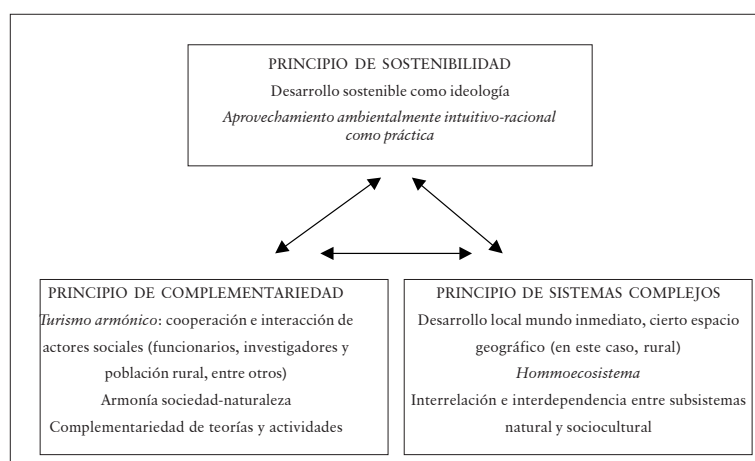 PRINCIPIO DE SOSTENIBILIDAD
Desarrollo sostenible como ideología
Aprovechamiento ambientalmente intuitivo-racional
como práctica
PRINCIPIO DE COMPLEMENTARIEDAD
Turismo armónico: cooperación e interacción de
actores sociales (funcionarios, investigadores y
población rural, entre otros)
Armonía sociedad-naturaleza
Complementariedad de teorías y actividades
PRINCIPIO DE SISTEMAS COMPLEJOS
Desarrollo local mundo inmediato, cierto espacio
geográfico (en este caso, rural)
Hommoecosistema
Interrelación e interdependencia entre subsistemas
natural y sociocultural